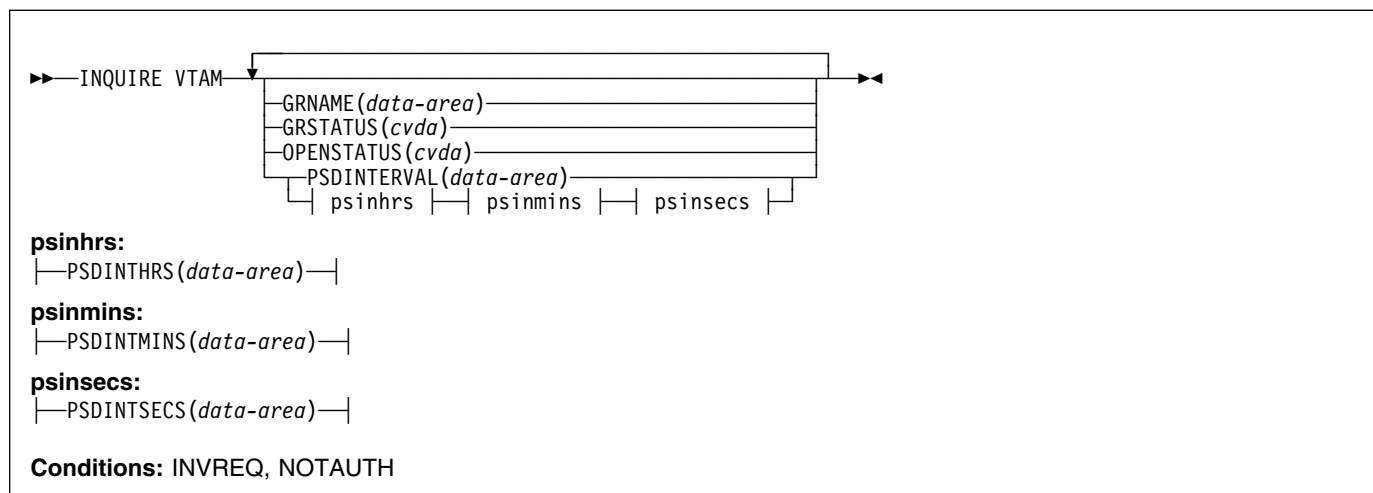 INQUIRE VTAM
GRNAME(data-area)
GRSTATUS(cvda)
OPENSTATUS(cvda)
PSDINTERVAL(data-area)
psinhrs psinmins psinsecs
psinhrs:
PSDINTHRS(data-area)
psinmins:
PSDINTMINS(data-area)
psinsecs:
PSDINTSECS(data-area)
Conditions: INVREQ, NOTAUTH